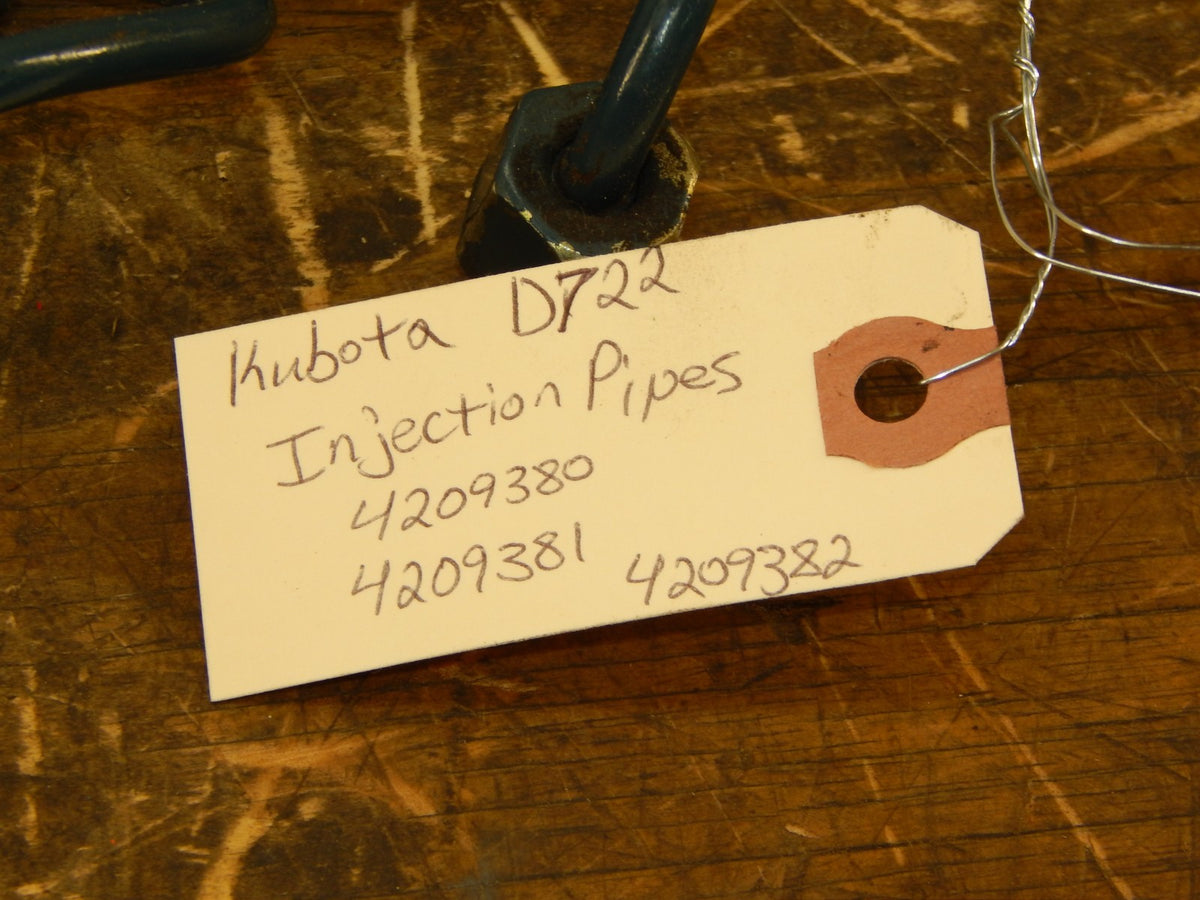 Kubota D722
Injection Pipes
4209380
4209381 4209382